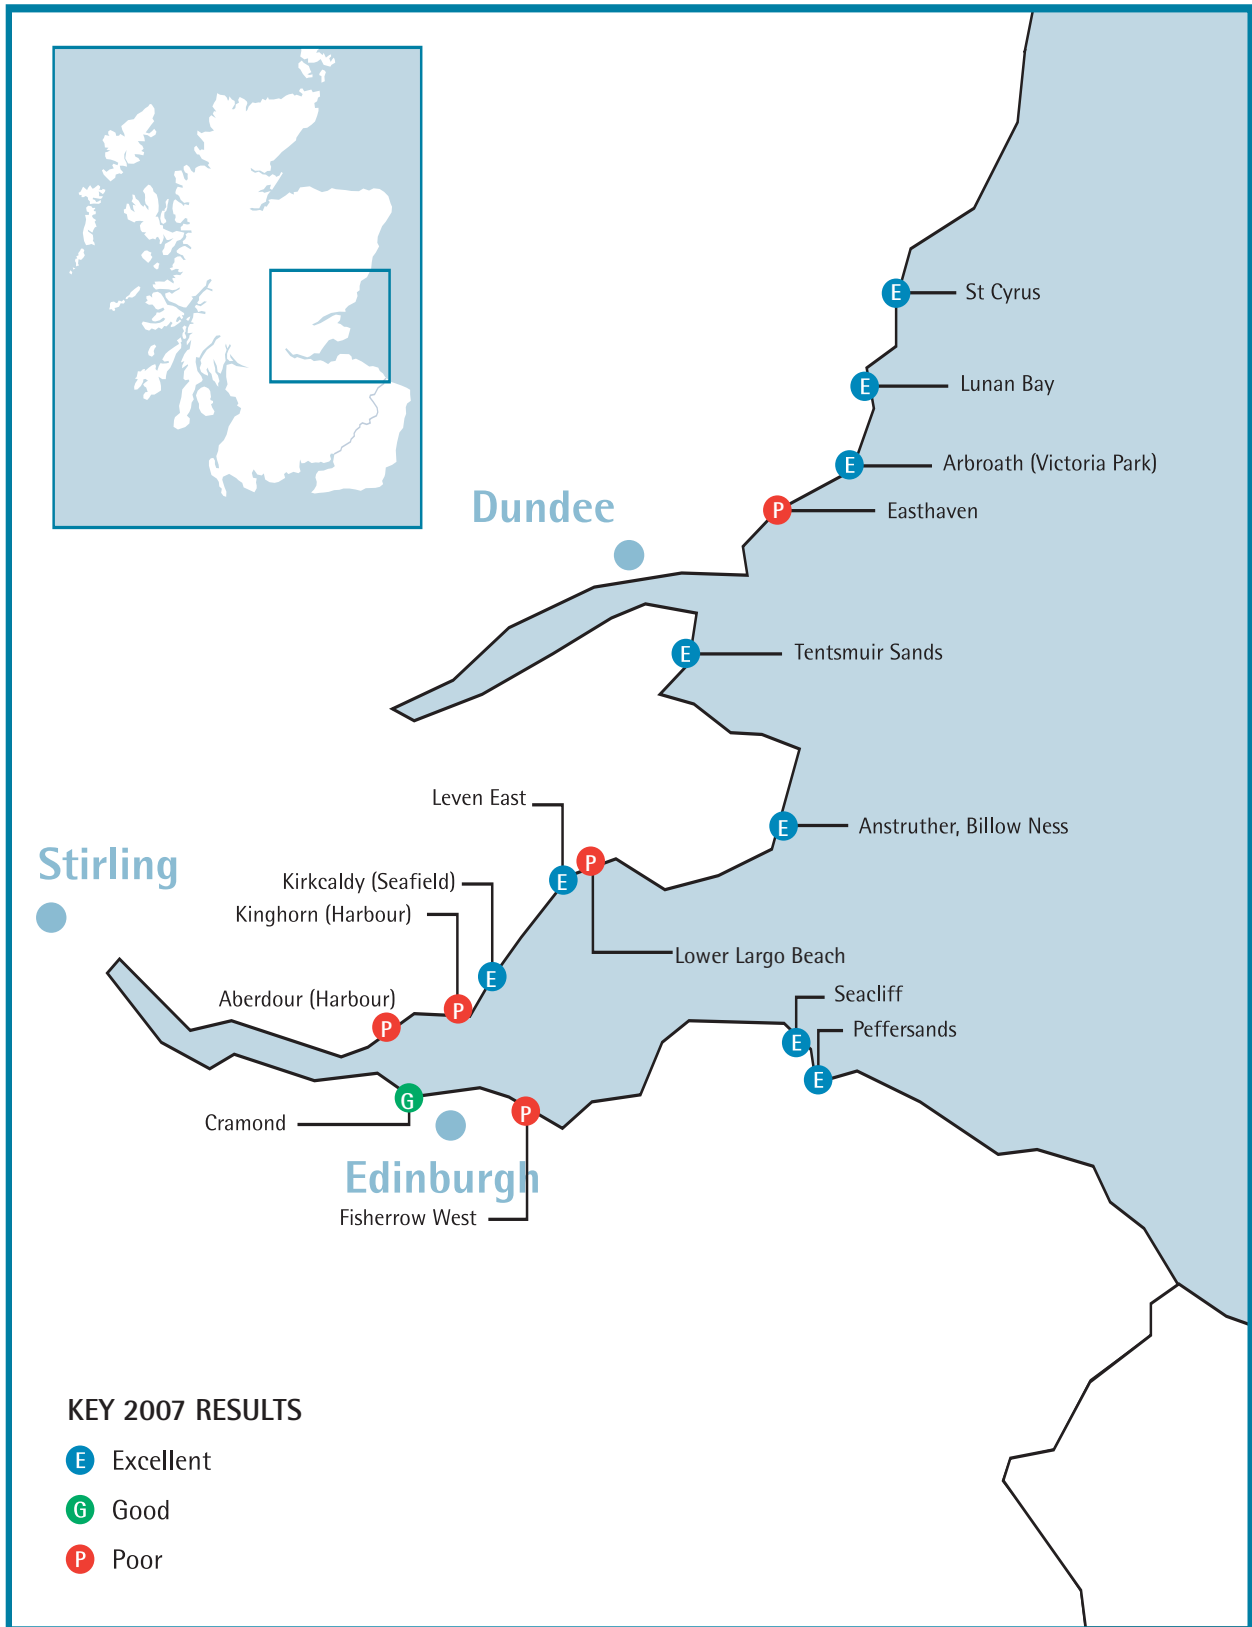 E St Cyrus
E Lunan Bay
E Arbroath (Victoria Park)
Dundee
P Easthaven
E Tentsmuir Sands
Leven East
E Anstruther, Billow Ness
Stirling
P
E
Kirkcaldy (Seafield)
Kinghorn (Harbour)
Lower Largo Beach
E
Aberdour (Harbour)
P
P
Seacliff
Peffersands
E
E
G
P
Cramond
Edinburgh
Fisherrow West
KEY 2007 RESULTS
E Excellent
G Good
P Poor